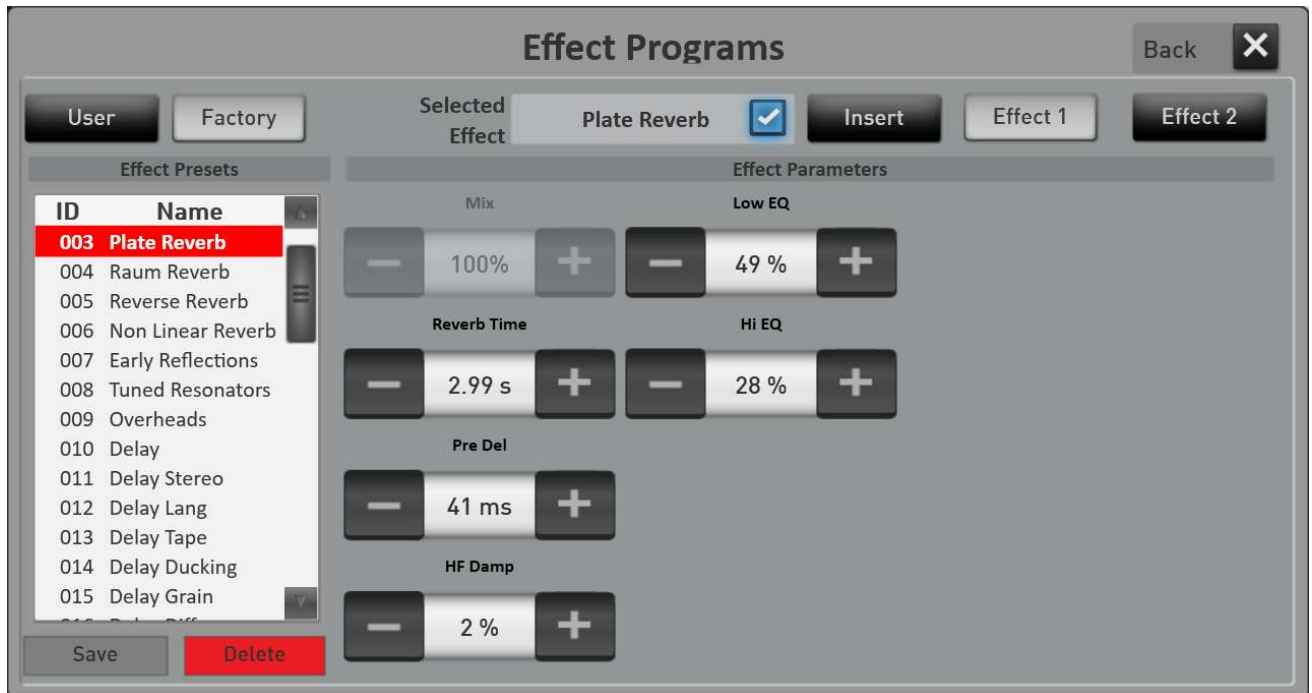 Effect Programs
Back
User
Factory
Selected
Effect
Plate Reverb
Insert
Effect 1
Effect 2
Effect Presets
Effect Parameters
ID Name
003 Plate Reverb
004 Raum Reverb
005 Reverse Reverb
006 Non Linear Reverb
007 Early Reflections
008 Tuned Resonators
009 Overheads
010 Delay
011 Delay Stereo
012 Delay Lang
013 Delay Tape
014 Delay Ducking
015 Delay Grain
Save
Delete
Mix
100%
Low EQ
49 %
Reverb Time
2.99 s
Hi EQ
28 %
Pre Del
41 ms
HF Damp
2 %